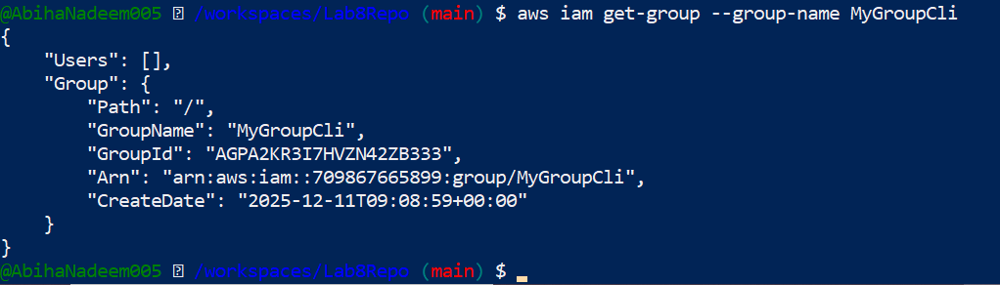 @AbihaNadeem005 /workspaces/Lab8Repo (main) $ aws iam get-group --group-name MyGroupCli
{
    "Users": [],
    "Group": {
        "Path": "/",
        "GroupName": "MyGroupCli",
        "GroupId": "AGPA2KR3I7HVZN42ZB333",
        "Arn": "arn:aws:iam::709867665899:group/MyGroupCli",
        "CreateDate": "2025-12-11T09:08:59+00:00"
    }
}
@AbihaNadeem005 /workspaces/Lab8Repo (main) $